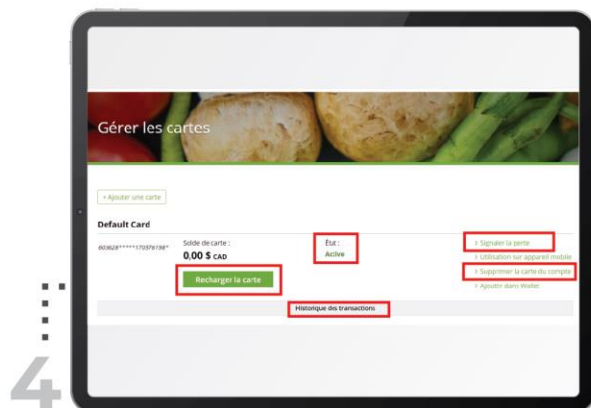 Gérer les cartes
+ Ajouter une carte
Default Card
603628*****170376198*
Solde de carte :
0,00 $ CAD
Recharger la carte
État :
Active
> Signaler la perte
> Utilisation sur appareil mobile
> Supprimer la carte du compte
> Ajouter dans Wallet
Historique des transactions
4